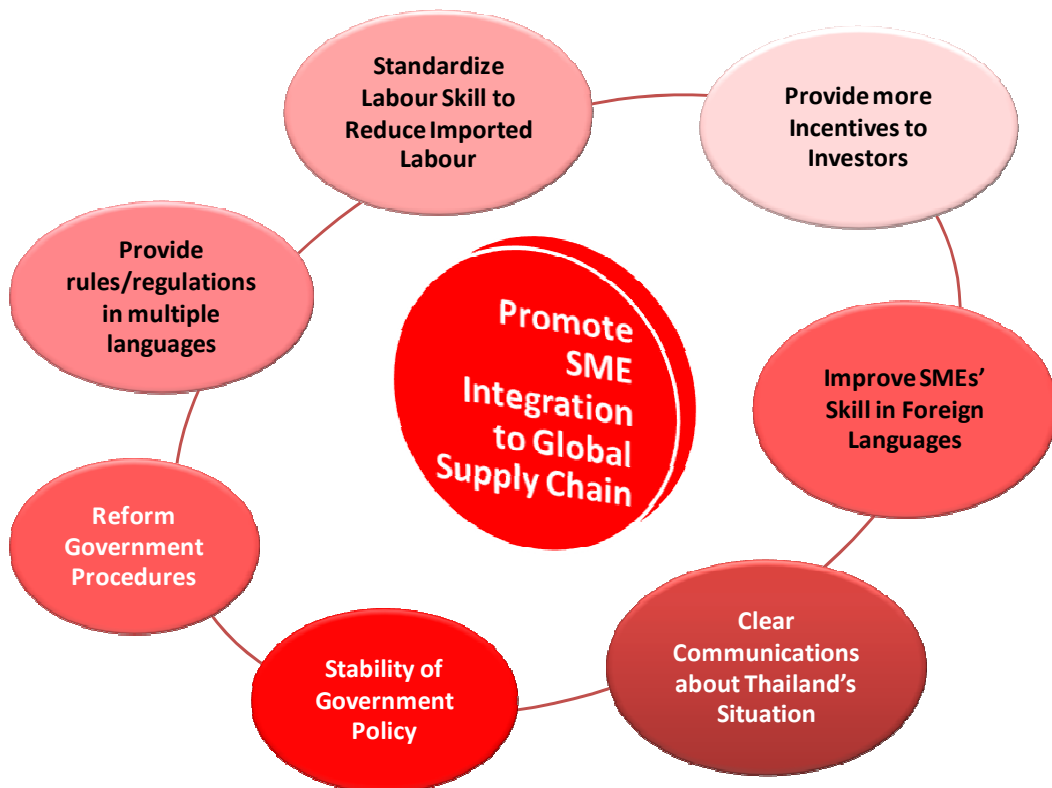 Standardize
Labour Skill to
Reduce Imported
Labour
Provide more
Incentives to
Investors
Provide
rules/regulations
in multiple
languages
Promote
SME
Integration
to Global
Supply Chain
Improve SMEs’
Skill in Foreign
Languages
Reform
Government
Procedures
Clear
Communications
about Thailand’s
Situation
Stability of
Government
Policy